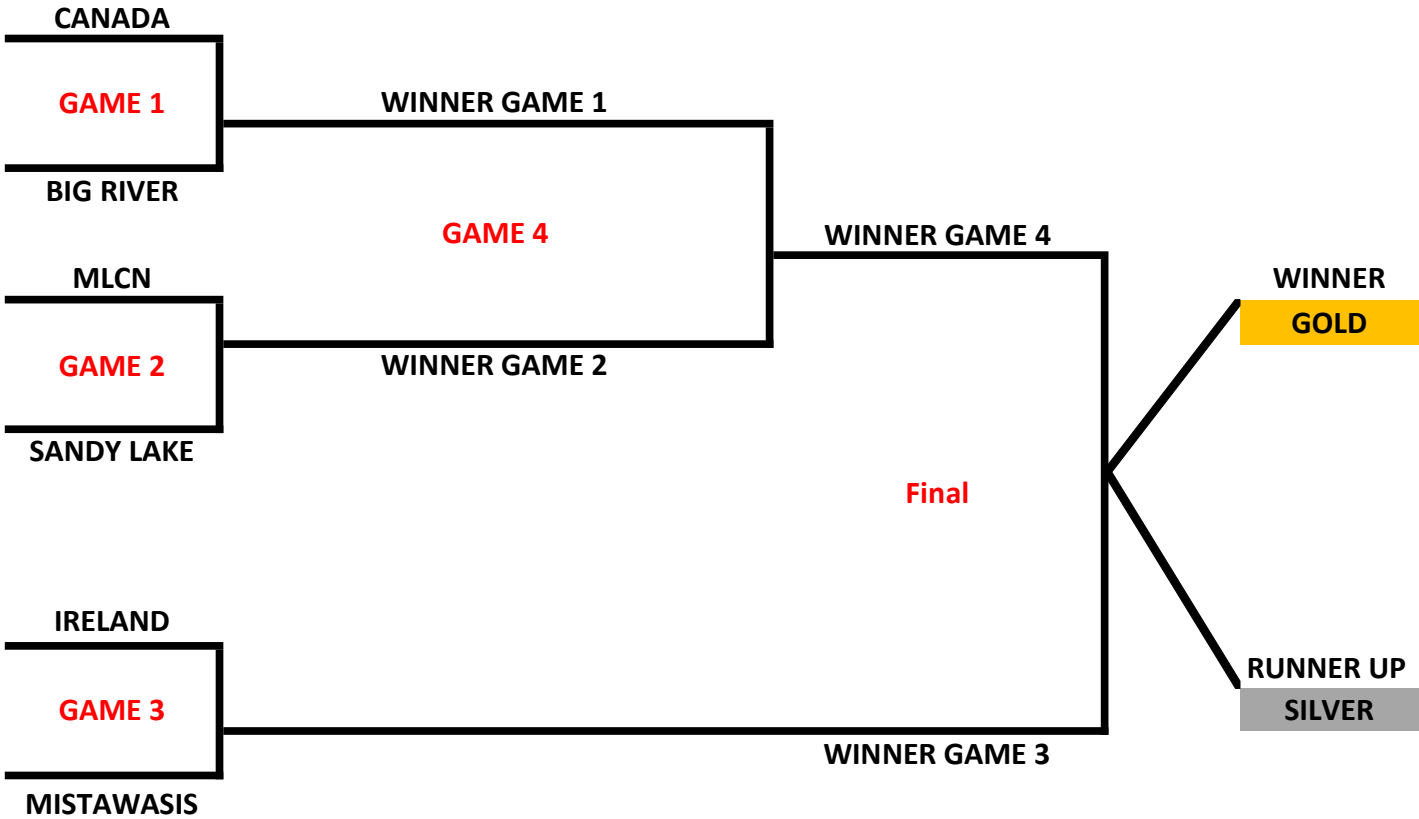 CANADA
GAME 1
BIG RIVER
WINNER GAME 1
GAME 4
WINNER GAME 2
MLCN
GAME 2
SANDY LAKE
WINNER GAME 4
Final
WINNER GAME 3
IRELAND
GAME 3
MISTAWASIS
WINNER
GOLD
RUNNER UP
SILVER